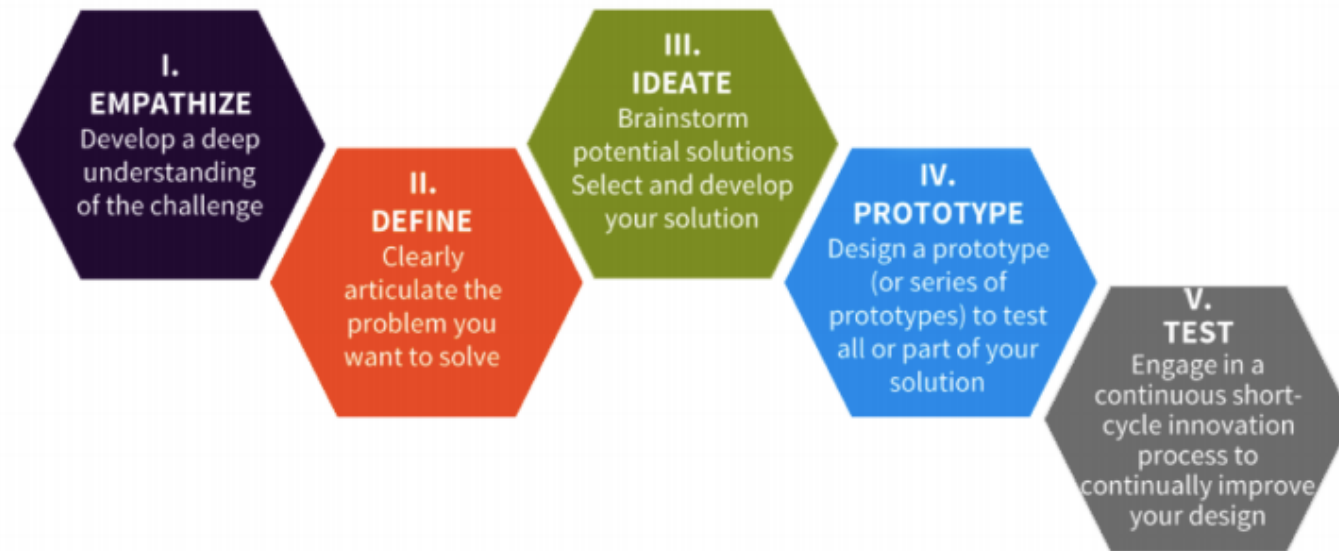 I.
EMPATHIZE
Develop a deep
understanding
of the challenge
II.
DEFINE
Clearly
articulate the
problem you
want to solve
III.
IDEATE
Brainstorm
potential solutions
Select and develop
your solution
IV.
PROTOTYPE
Design a prototype
(or series of
prototypes) to test
all or part of your
solution
V.
TEST
Engage in a
continuous short-
cycle innovation
process to
continually improve
your design